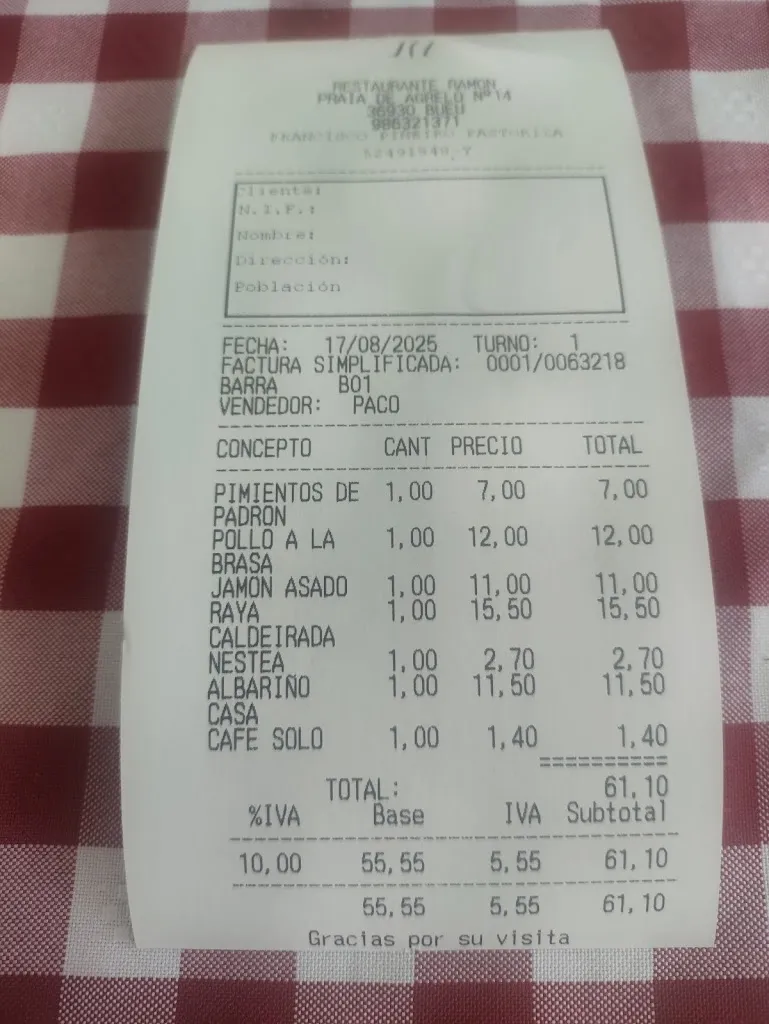 RESTAURANTE RAMON
PRAIA DE AGRELO Nº14
36930 BUEU
986321371
FRANCISCO PIÑEIRO PASTORIZA
Cliente:
N.I.F.:
Nombre:
Dirección:
Población
FECHA: 17/08/2025 TURNO: 1
FACTURA SIMPLIFICADA: 0001/0063218
BARRA B01
VENDEDOR: PACO
CONCEPTO CANT PRECIO TOTAL
PIMIENTOS DE 1,00 7,00 7,00
PADRON
POLLO A LA 1,00 12,00 12,00
BRASA
JAMON ASADO 1,00 11,00 11,00
RAYA 1,00 15,50 15,50
CALDEIRADA
NESTEA 1,00 2,70 2,70
ALBARIÑO 1,00 11,50 11,50
CASA
CAFE SOLO 1,00 1,40 1,40
==========
TOTAL: 61,10
%IVA Base IVA Subtotal
10,00 55,55 5,55 61,10
55,55 5,55 61,10
Gracias por su visita